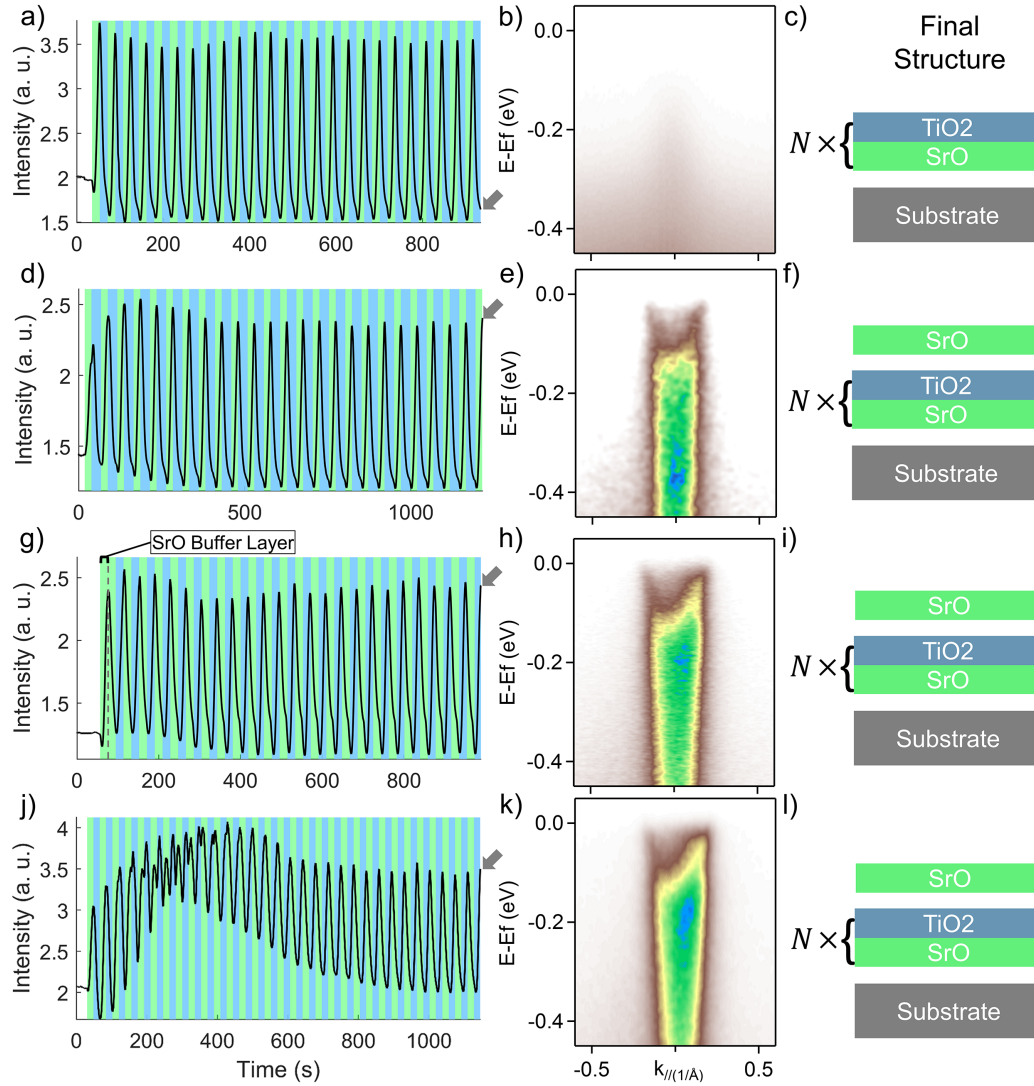 a)
Intensity (a. u.)
3.5
3
2.5
2
1.5
0
200
400
600
800
b)
E-Ef (eV)
0.0
-0.2
-0.4
c)
Final
Structure
N × {
TiO2
SrO
Substrate
d)
Intensity (a. u.)
2.5
2
1.5
0
500
1000
e)
E-Ef (eV)
0.0
-0.2
-0.4
f)
SrO
N × {
TiO2
SrO
Substrate
g)
SrO Buffer Layer
Intensity (a. u.)
2.5
2
1.5
0
200
400
600
800
h)
E-Ef (eV)
0.0
-0.2
-0.4
i)
SrO
N × {
TiO2
SrO
Substrate
j)
Intensity (a. u.)
4
3.5
3
2.5
2
0
200
400
600
800
1000
Time (s)
k)
E-Ef (eV)
0.0
-0.2
-0.4
-0.5
k//(1/Å)
0.5
l)
SrO
N × {
TiO2
SrO
Substrate